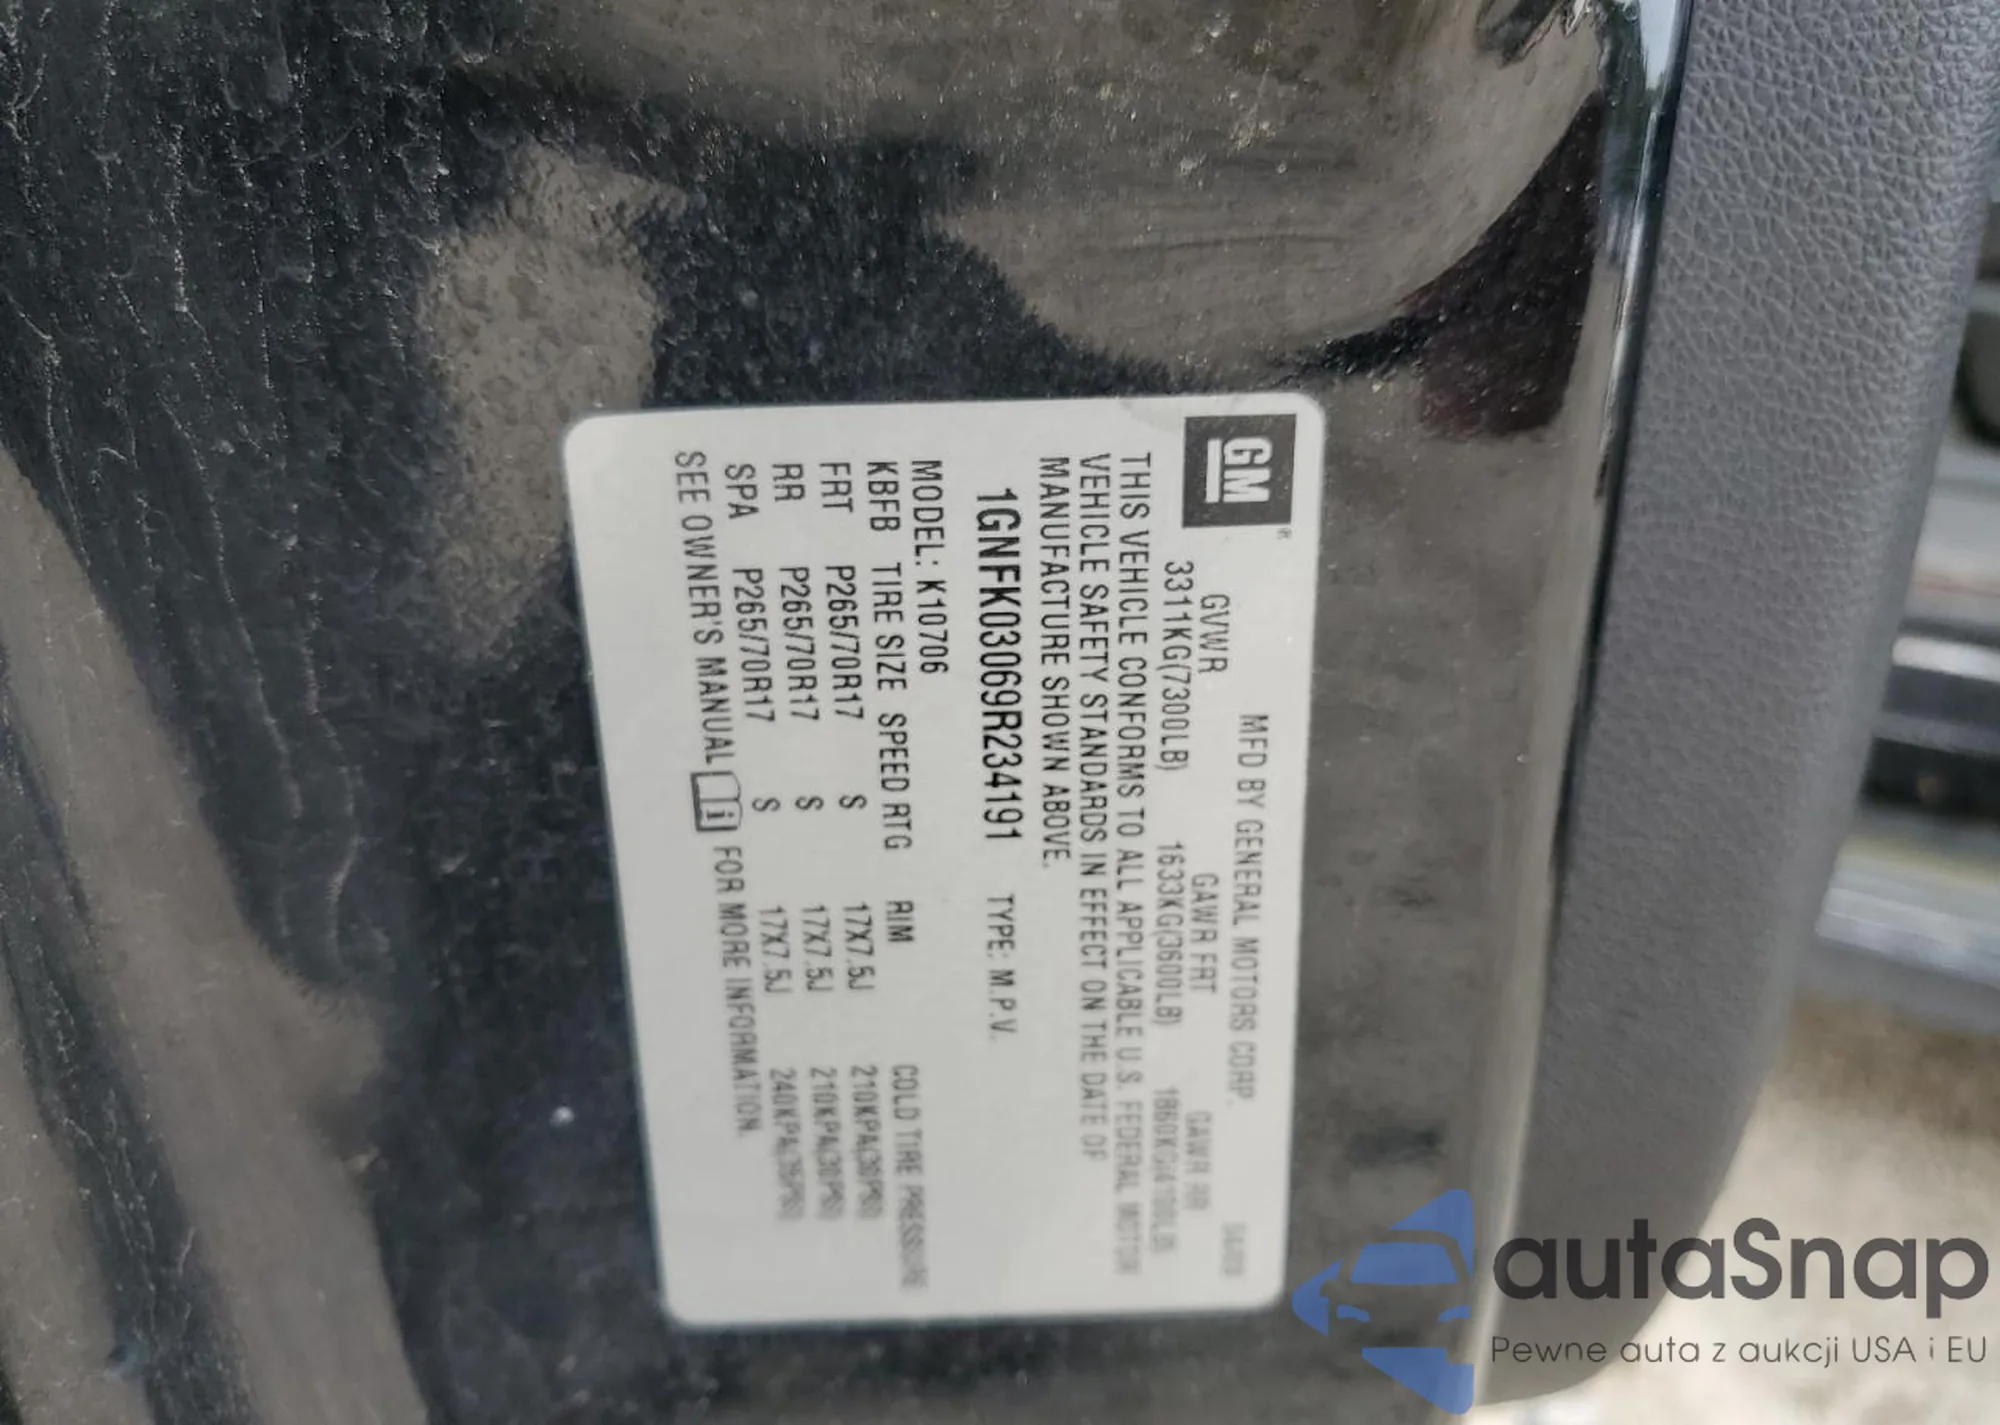 GM ®
MFD BY GENERAL MOTORS CORP.
GVWR GAWR FRT GAWR RR
3311KG(7300LB) 1633KG(3600LB) 1860KG(4100LB)
THIS VEHICLE CONFORMS TO ALL APPLICABLE U.S. FEDERAL MOTOR
VEHICLE SAFETY STANDARDS IN EFFECT ON THE DATE OF
MANUFACTURE SHOWN ABOVE.
1GNFK03069R234191 TYPE: M.P.V.
MODEL: K10706
KBFB TIRE SIZE SPEED RTG RIM COLD TIRE PRESSURE
FRT P265/70R17 S 17X7.5J 210KPA(30PSI)
RR P265/70R17 S 17X7.5J 210KPA(30PSI)
SPA P265/70R17 S 17X7.5J 240KPA(35PSI)
SEE OWNER'S MANUAL i FOR MORE INFORMATION.
autaSnap
Pewne auta z aukcji USA i EU